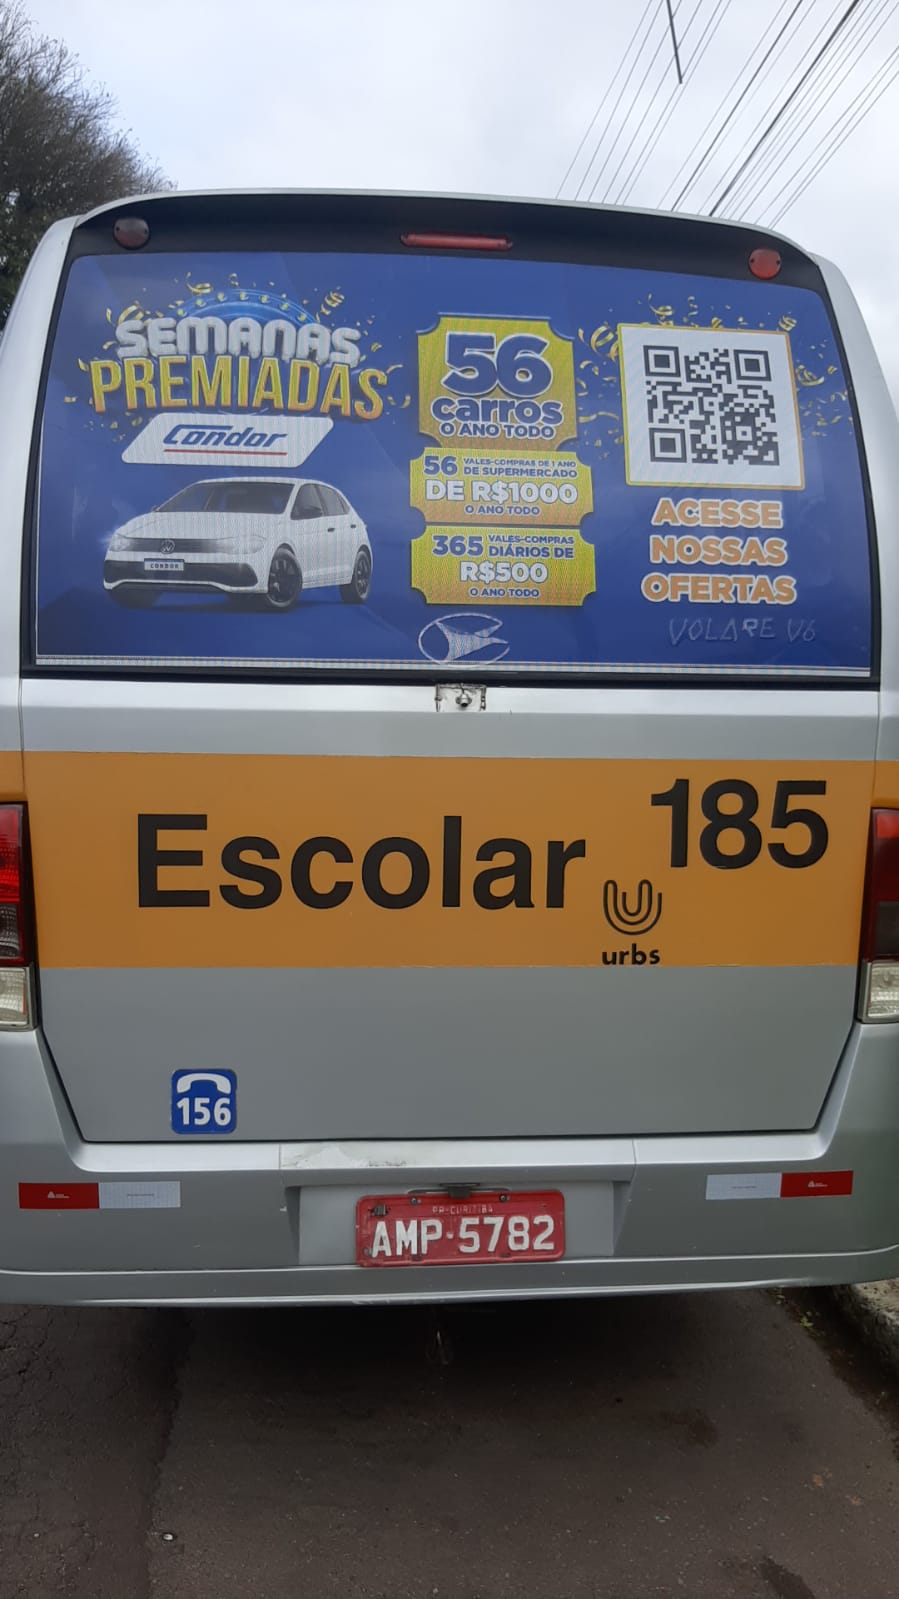 SEMANAS
PREMIADAS
Condor
CONDOR
56
carros
O ANO TODO
56 VALES-COMPRAS DE 1 ANO
DE SUPERMERCADO
DE R$1000
O ANO TODO
365 VALES-COMPRAS
DIÁRIOS DE
R$500
O ANO TODO
ACESSE
NOSSAS
OFERTAS
VOLARE V6
Escolar
185
urbs
156
PR-CURITIBA
AMP·5782